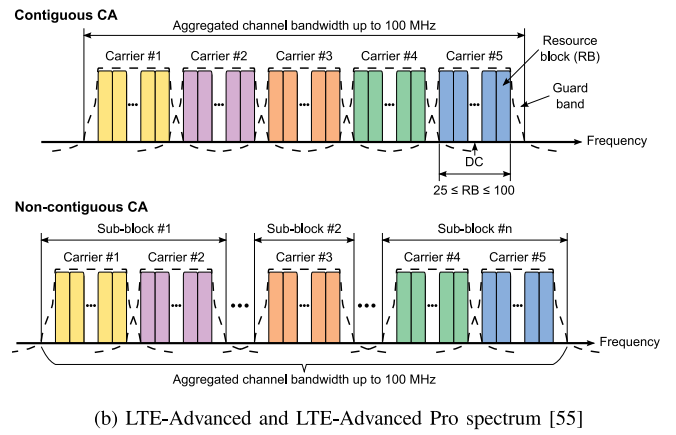 Contiguous CA
Aggregated channel bandwidth up to 100 MHz
Carrier #1 Carrier #2 Carrier #3 Carrier #4 Carrier #5
Resource
block (RB)
Guard
band
Frequency
DC
25 ≤ RB ≤ 100
Non-contiguous CA
Sub-block #1 Sub-block #2 Sub-block #n
Carrier #1 Carrier #2 Carrier #3 Carrier #4 Carrier #5
Frequency
Aggregated channel bandwidth up to 100 MHz
(b) LTE-Advanced and LTE-Advanced Pro spectrum [55]